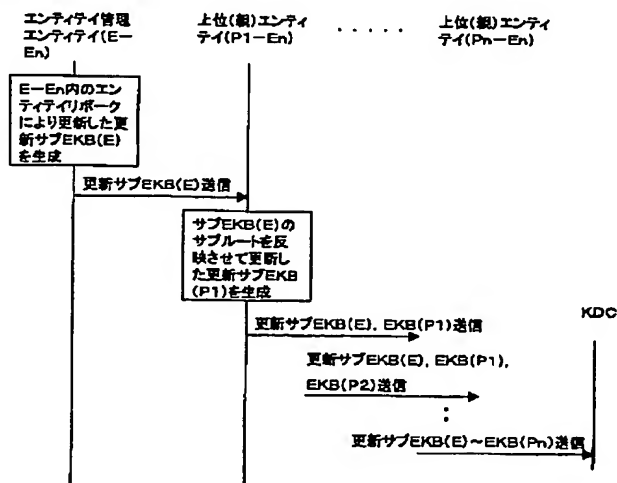 エンティテイ管理
エンティテイ(E－
En)
上位(親)エンティ
テイ(P1－En)
・・・・・
上位(親)エンティ
テイ(Pn－En)
E－En内のエン
ティテイリボーク
により更新した更
新サブEKB(E)
を生成
更新サブEKB(E)送信
サブEKB(E)の
サブルートを反
映させて更新し
た更新サブEKB
(P1)を生成
KDC
更新サブEKB(E), EKB(P1)送信
更新サブEKB(E), EKB(P1),
EKB(P2)送信
:
更新サブEKB(E)～EKB(Pn)送信